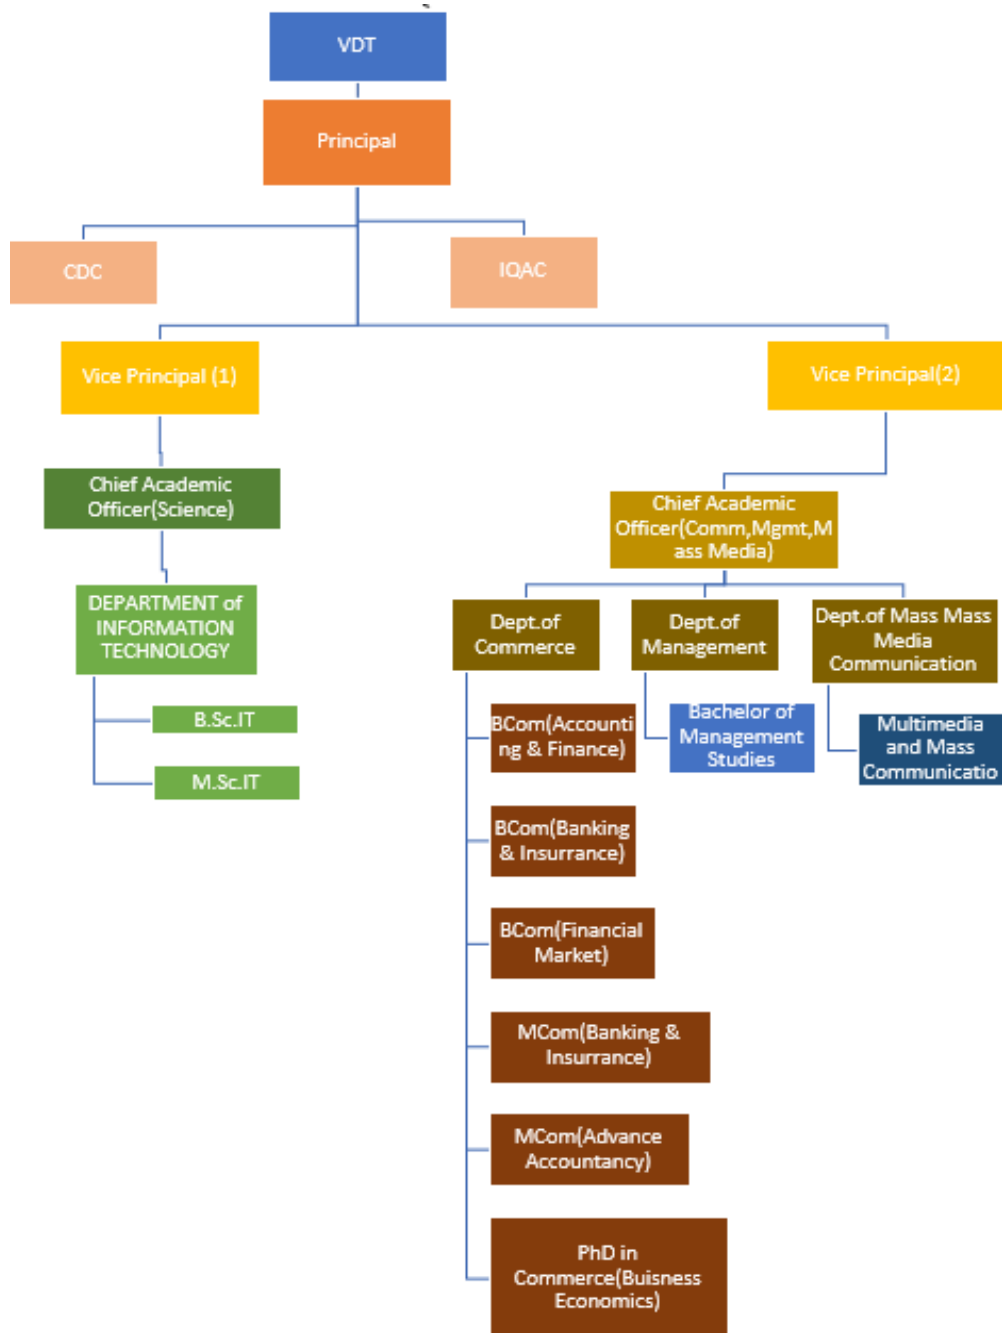 VDT
Principal
CDC
IQAC
Vice Principal (1)
Vice Principal(2)
Chief Academic
Officer(Science)
Chief Academic
Officer(Comm,Mgmt,M
ass Media)
DEPARTMENT of
INFORMATION
TECHNOLOGY
B.Sc.IT
M.Sc.IT
Dept.of
Commerce
Dept.of
Management
Dept.of Mass Mass
Media
Communication
BCom(Accounti
ng & Finance)
Bachelor of
Management
Studies
Multimedia
and Mass
Communicatio
BCom(Banking
& Insurrance)
BCom(Financial
Market)
MCom(Banking &
Insurrance)
MCom(Advance
Accountancy)
PhD in
Commerce(Buisness
Economics)